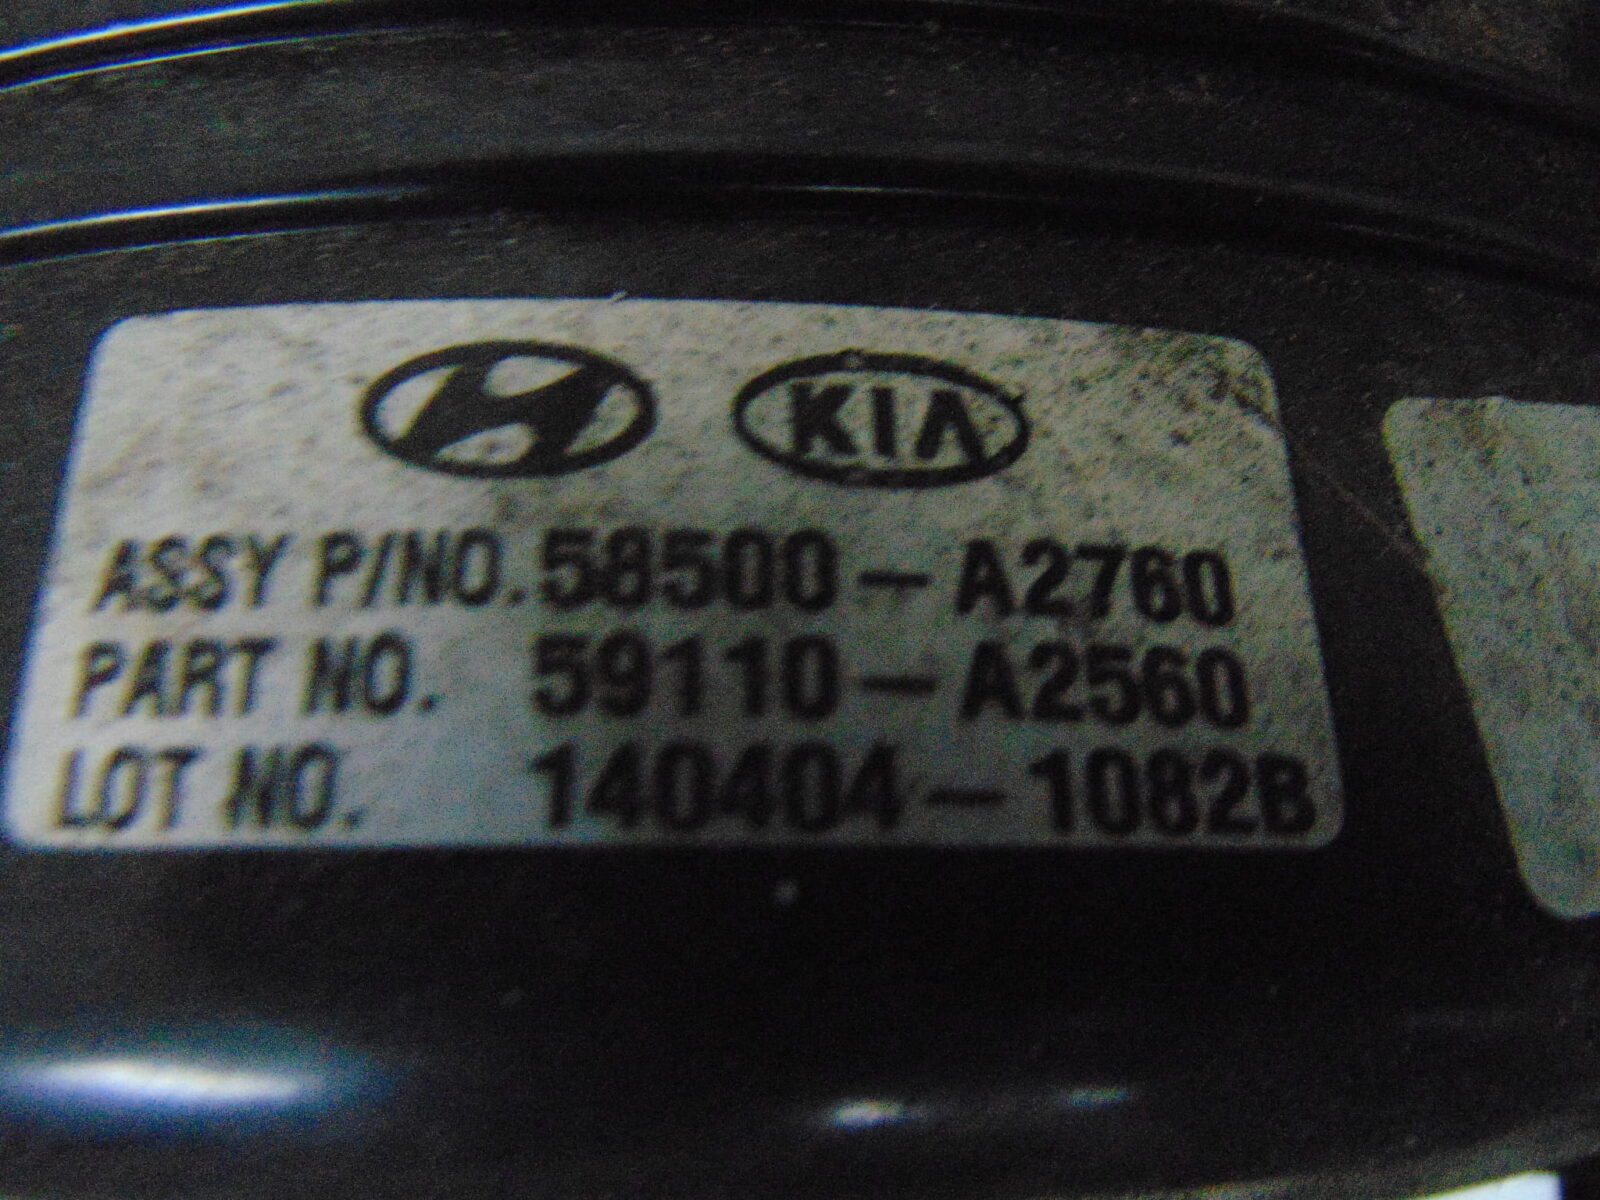 KIA
ASSY P/NO. 58500-A2760
PART NO. 59110-A2560
LOT NO. 140404-1082B